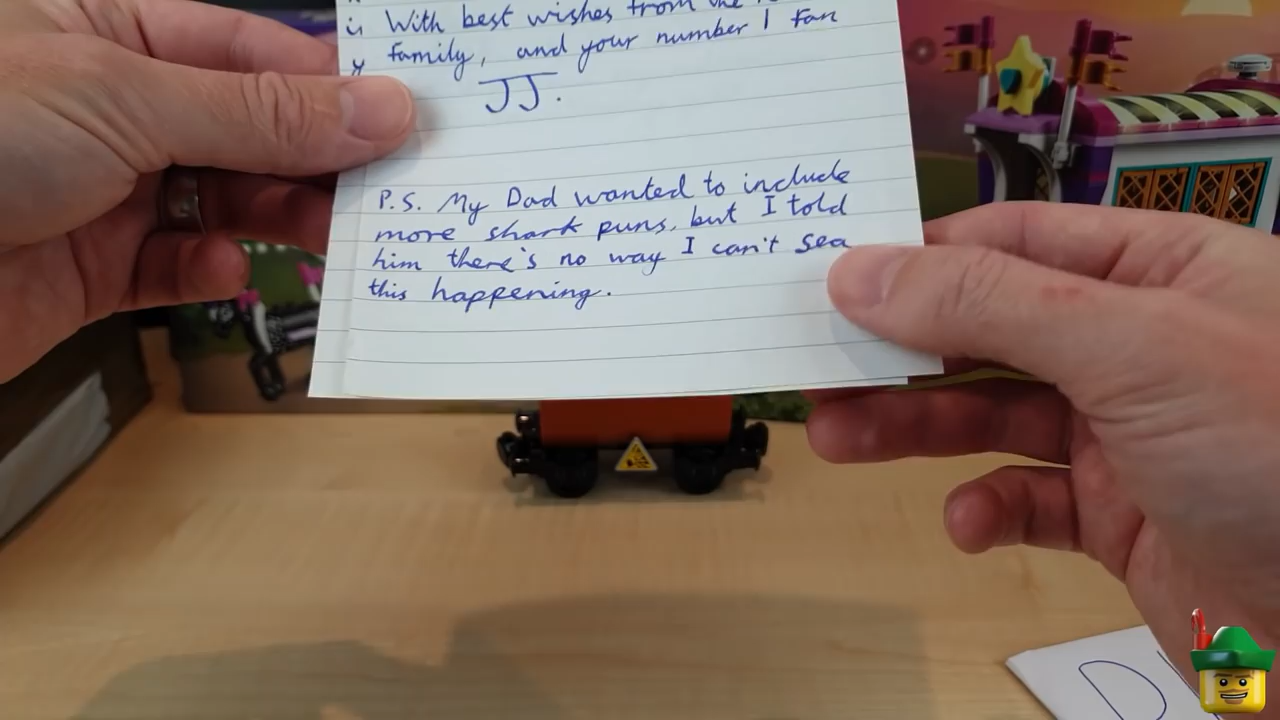 is With best wishes from the
y family, and your number 1 fan
JJ.
P.S. My Dad wanted to include
more shark puns, but I told
him there's no way I can't sea
this happening.
D